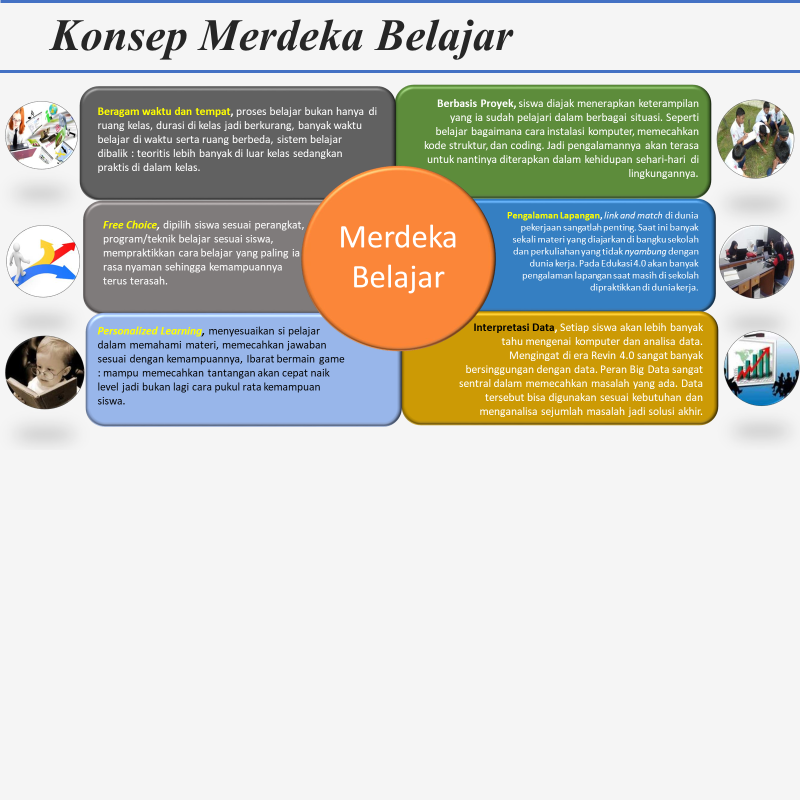 Konsep Merdeka Belajar
Beragam waktu dan tempat, proses belajar bukan hanya di
ruang kelas, durasi di kelas jadi berkurang, banyak waktu
belajar di waktu serta ruang berbeda, sistem belajar
dibalik : teoritis lebih banyak di luar kelas sedangkan
praktis di dalam kelas.
Berbasis Proyek, siswa diajak menerapkan keterampilan
yang ia sudah pelajari dalam berbagai situasi. Seperti
belajar bagaimana cara instalasi komputer, memecahkan
kode struktur, dan coding. Jadi pengalamannya akan terasa
untuk nantinya diterapkan dalam kehidupan sehari-hari di
lingkungannya.
Free Choice, dipilih siswa sesuai perangkat,
program/teknik belajar sesuai siswa,
mempraktikkan cara belajar yang paling ia
rasa nyaman sehingga kemampuannya
terus terasah.
Merdeka
Belajar
Pengalaman Lapangan, link and match di dunia
pekerjaan sangatlah penting. Saat ini banyak
sekali materi yang diajarkan di bangku sekolah
dan perkuliahan yang tidak nyambung dengan
dunia kerja. Pada Edukasi 4.0 akan banyak
pengalaman lapangan saat masih di sekolah
dipraktikkan di dunia kerja.
Personalized Learning, menyesuaikan si pelajar
dalam memahami materi, memecahkan jawaban
sesuai dengan kemampuannya, Ibarat bermain game
: mampu memecahkan tantangan akan cepat naik
level jadi bukan lagi cara pukul rata kemampuan
siswa.
Interpretasi Data, Setiap siswa akan lebih banyak
tahu mengenai komputer dan analisa data.
Mengingat di era Revin 4.0 sangat banyak
bersinggungan dengan data. Peran Big Data sangat
sentral dalam memecahkan masalah yang ada. Data
tersebut bisa digunakan sesuai kebutuhan dan
menganalisa sejumlah masalah jadi solusi akhir.